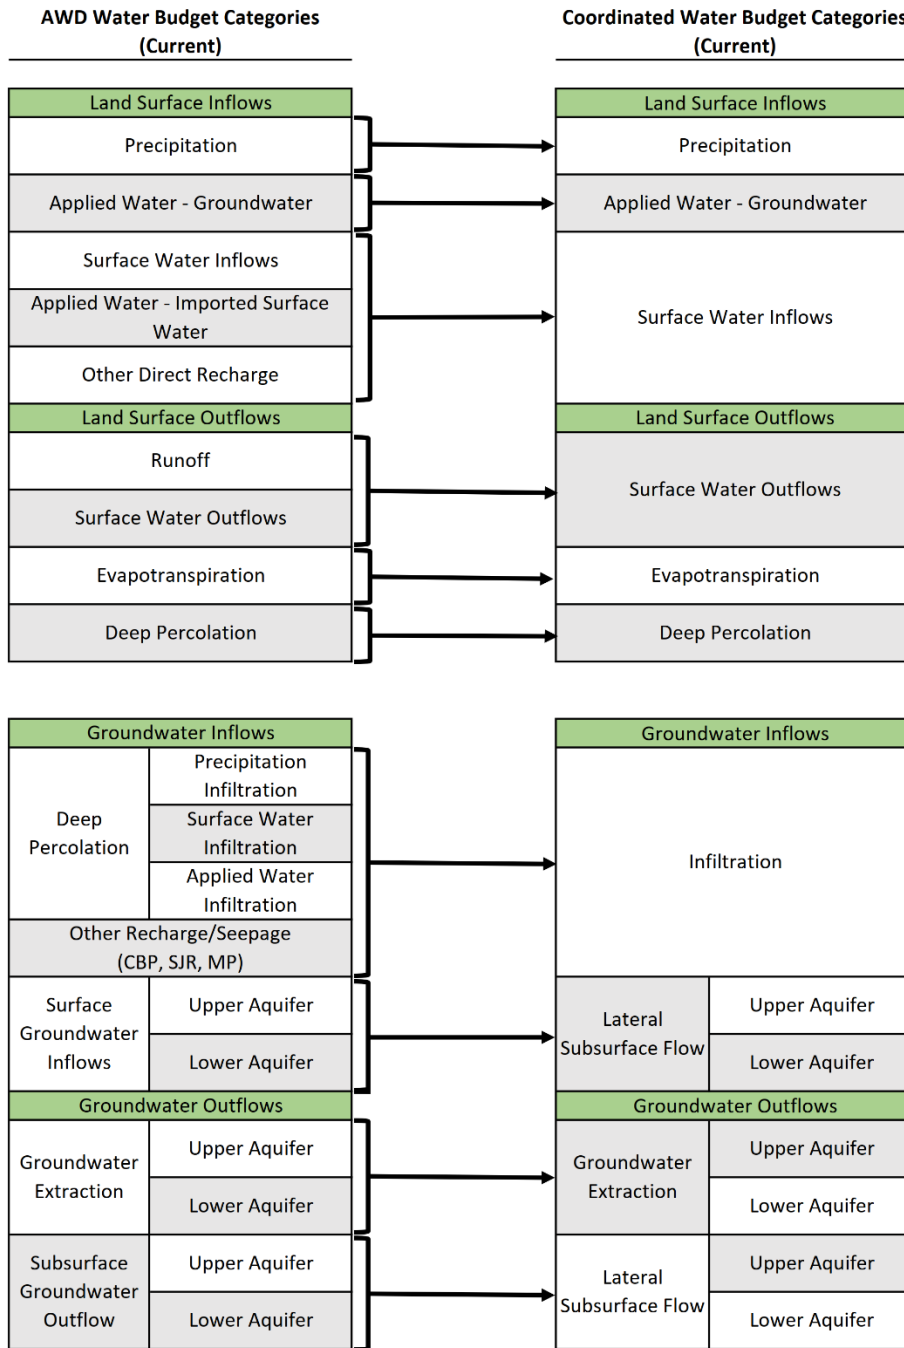 AWD Water Budget Categories
(Current)
Coordinated Water Budget Categories
(Current)
Land Surface Inflows
Land Surface Inflows
Precipitation
Precipitation
Applied Water - Groundwater
Applied Water - Groundwater
Surface Water Inflows
Applied Water - Imported Surface
Water
Other Direct Recharge
Surface Water Inflows
Land Surface Outflows
Land Surface Outflows
Runoff
Surface Water Outflows
Surface Water Outflows
Evapotranspiration
Evapotranspiration
Deep Percolation
Deep Percolation
Groundwater Inflows
Groundwater Inflows
Deep
Percolation
Precipitation
Infiltration
Surface Water
Infiltration
Applied Water
Infiltration
Other Recharge/Seepage
(CBP, SJR, MP)
Infiltration
Surface
Groundwater
Inflows
Upper Aquifer
Lower Aquifer
Lateral
Subsurface Flow
Upper Aquifer
Lower Aquifer
Groundwater Outflows
Groundwater Outflows
Groundwater
Extraction
Upper Aquifer
Lower Aquifer
Groundwater
Extraction
Upper Aquifer
Lower Aquifer
Subsurface
Groundwater
Outflow
Upper Aquifer
Lower Aquifer
Lateral
Subsurface Flow
Upper Aquifer
Lower Aquifer